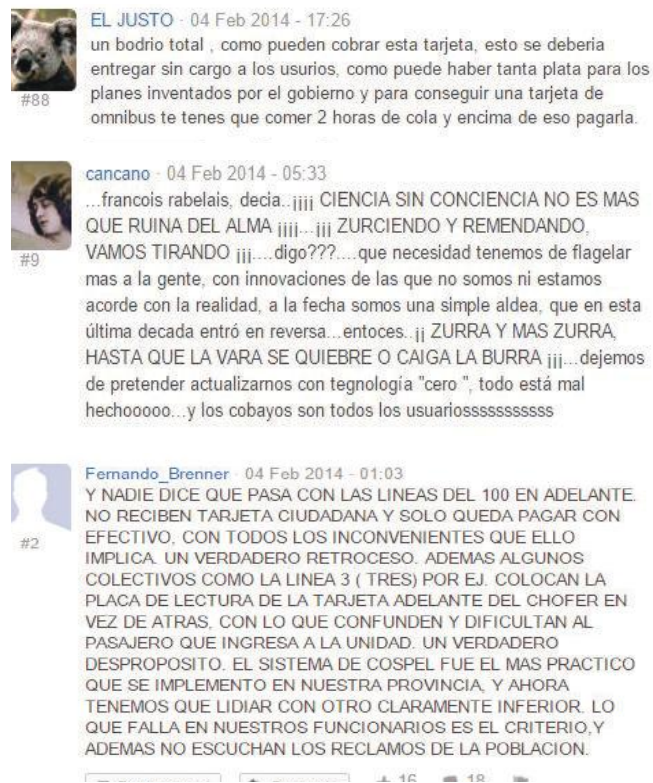 EL JUSTO · 04 Feb 2014 - 17:26
un bodrio total , como pueden cobrar esta tarjeta, esto se deberia
entregar sin cargo a los usurios, como puede haber tanta plata para los
planes inventados por el gobierno y para conseguir una tarjeta de
omnibus te tenes que comer 2 horas de cola y encima de eso pagarla.
#88
cancano · 04 Feb 2014 - 05:33
...francois rabelais, decia..¡¡¡¡ CIENCIA SIN CONCIENCIA NO ES MAS
QUE RUINA DEL ALMA ¡¡¡¡...¡¡¡ ZURCIENDO Y REMENDANDO,
VAMOS TIRANDO ¡¡¡....digo???....que necesidad tenemos de flagelar
mas a la gente, con innovaciones de las que no somos ni estamos
acorde con la realidad, a la fecha somos una simple aldea, que en esta
última decada entró en reversa...entoces..¡¡ ZURRA Y MAS ZURRA,
HASTA QUE LA VARA SE QUIEBRE O CAIGA LA BURRA ¡¡¡...dejemos
de pretender actualizarnos con tegnología "cero ", todo está mal
hechooooo...y los cobayos son todos los usuariosssssssssss
#9
Fernando_Brenner · 04 Feb 2014 - 01:03
Y NADIE DICE QUE PASA CON LAS LINEAS DEL 100 EN ADELANTE.
NO RECIBEN TARJETA CIUDADANA Y SOLO QUEDA PAGAR CON
EFECTIVO, CON TODOS LOS INCONVENIENTES QUE ELLO
IMPLICA. UN VERDADERO RETROCESO. ADEMAS ALGUNOS
COLECTIVOS COMO LA LINEA 3 ( TRES) POR EJ. COLOCAN LA
PLACA DE LECTURA DE LA TARJETA ADELANTE DEL CHOFER EN
VEZ DE ATRAS, CON LO QUE CONFUNDEN Y DIFICULTAN AL
PASAJERO QUE INGRESA A LA UNIDAD. UN VERDADERO
DESPROPOSITO. EL SISTEMA DE COSPEL FUE EL MAS PRACTICO
QUE SE IMPLEMENTO EN NUESTRA PROVINCIA, Y AHORA
TENEMOS QUE LIDIAR CON OTRO CLARAMENTE INFERIOR. LO
QUE FALLA EN NUESTROS FUNCIONARIOS ES EL CRITERIO,Y
ADEMAS NO ESCUCHAN LOS RECLAMOS DE LA POBLACION.
#2
16 18